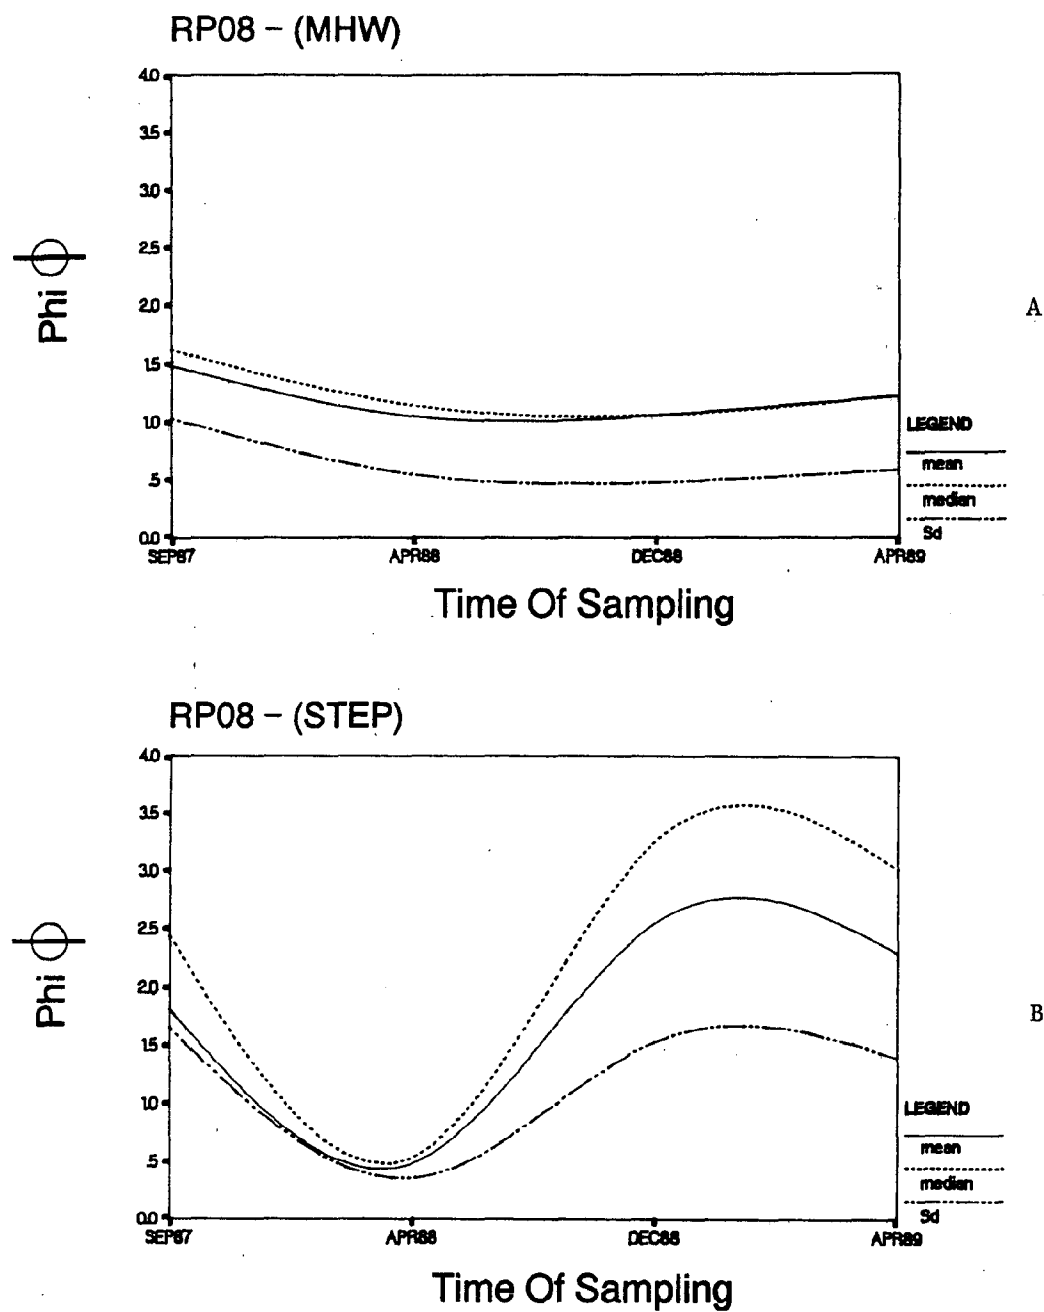 RP08 – (MHW)
4.0
3.5
3.0
2.5
2.0
1.5
1.0
.5
0.0
Phi ϕ
SEP87 APR88 DEC88 APR89
Time Of Sampling
A
LEGEND
mean
median
Sd
RP08 – (STEP)
4.0
3.5
3.0
2.5
2.0
1.5
1.0
.5
0.0
Phi ϕ
SEP87 APR88 DEC88 APR89
Time Of Sampling
B
LEGEND
mean
median
Sd